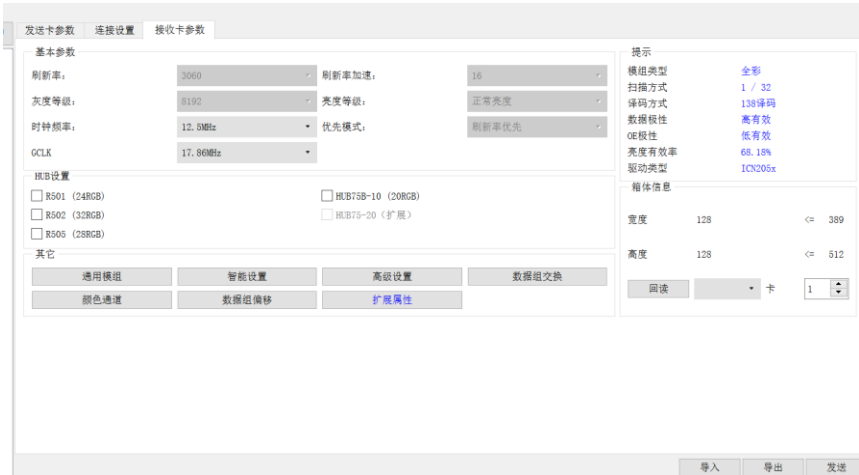 发送卡参数 连接设置 接收卡参数
基本参数
刷新率: 3060 刷新率加速: 16
灰度等级: 8192 亮度等级: 正常亮度
时钟频率: 12.5MHz 优先模式: 刷新率优先
GCLK 17.86MHz
HUB设置
R501 (24RGB) HUB75B-10 (20RGB)
R502 (32RGB) HUB75-20 (扩展)
R505 (28RGB)
其它
通用模组 智能设置 高级设置 数据组交换
颜色通道 数据组偏移 扩展属性
提示
模组类型 全彩
扫描方式 1 / 32
译码方式 138译码
数据极性 高有效
OE极性 低有效
亮度有效率 68.18%
驱动类型 ICN205x
箱体信息
宽度 128 <= 389
高度 128 <= 512
回读 卡 1
导入 导出 发送